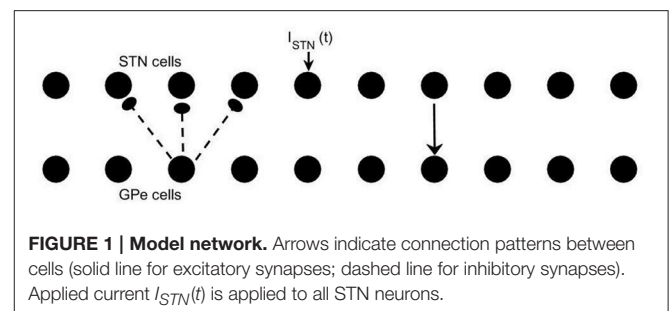 I_STN (t)
STN cells
GPe cells
FIGURE 1 | Model network. Arrows indicate connection patterns between
cells (solid line for excitatory synapses; dashed line for inhibitory synapses).
Applied current I_STN(t) is applied to all STN neurons.